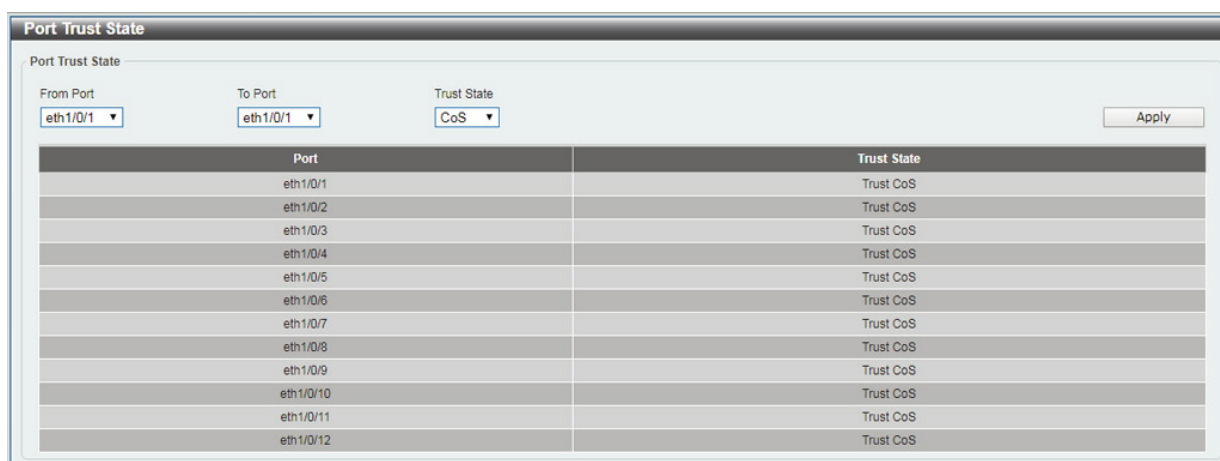 Port Trust State
Port Trust State
From Port To Port Trust State
eth1/0/1 eth1/0/1 CoS Apply
Port Trust State
eth1/0/1 Trust CoS
eth1/0/2 Trust CoS
eth1/0/3 Trust CoS
eth1/0/4 Trust CoS
eth1/0/5 Trust CoS
eth1/0/6 Trust CoS
eth1/0/7 Trust CoS
eth1/0/8 Trust CoS
eth1/0/9 Trust CoS
eth1/0/10 Trust CoS
eth1/0/11 Trust CoS
eth1/0/12 Trust CoS